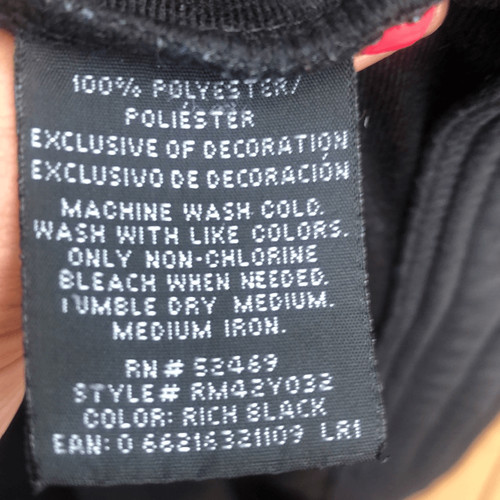 100% POLYESTER/
POLIESTER
EXCLUSIVE OF DECORATION
EXCLUSIVO DE DECORACIÓN
MACHINE WASH COLD.
WASH WITH LIKE COLORS.
ONLY NON-CHLORINE
BLEACH WHEN NEEDED.
TUMBLE DRY MEDIUM.
MEDIUM IRON.
RN# 52469
STYLE# RM42Y032
COLOR: RICH BLACK
EAN: 0 66216321109 LR1